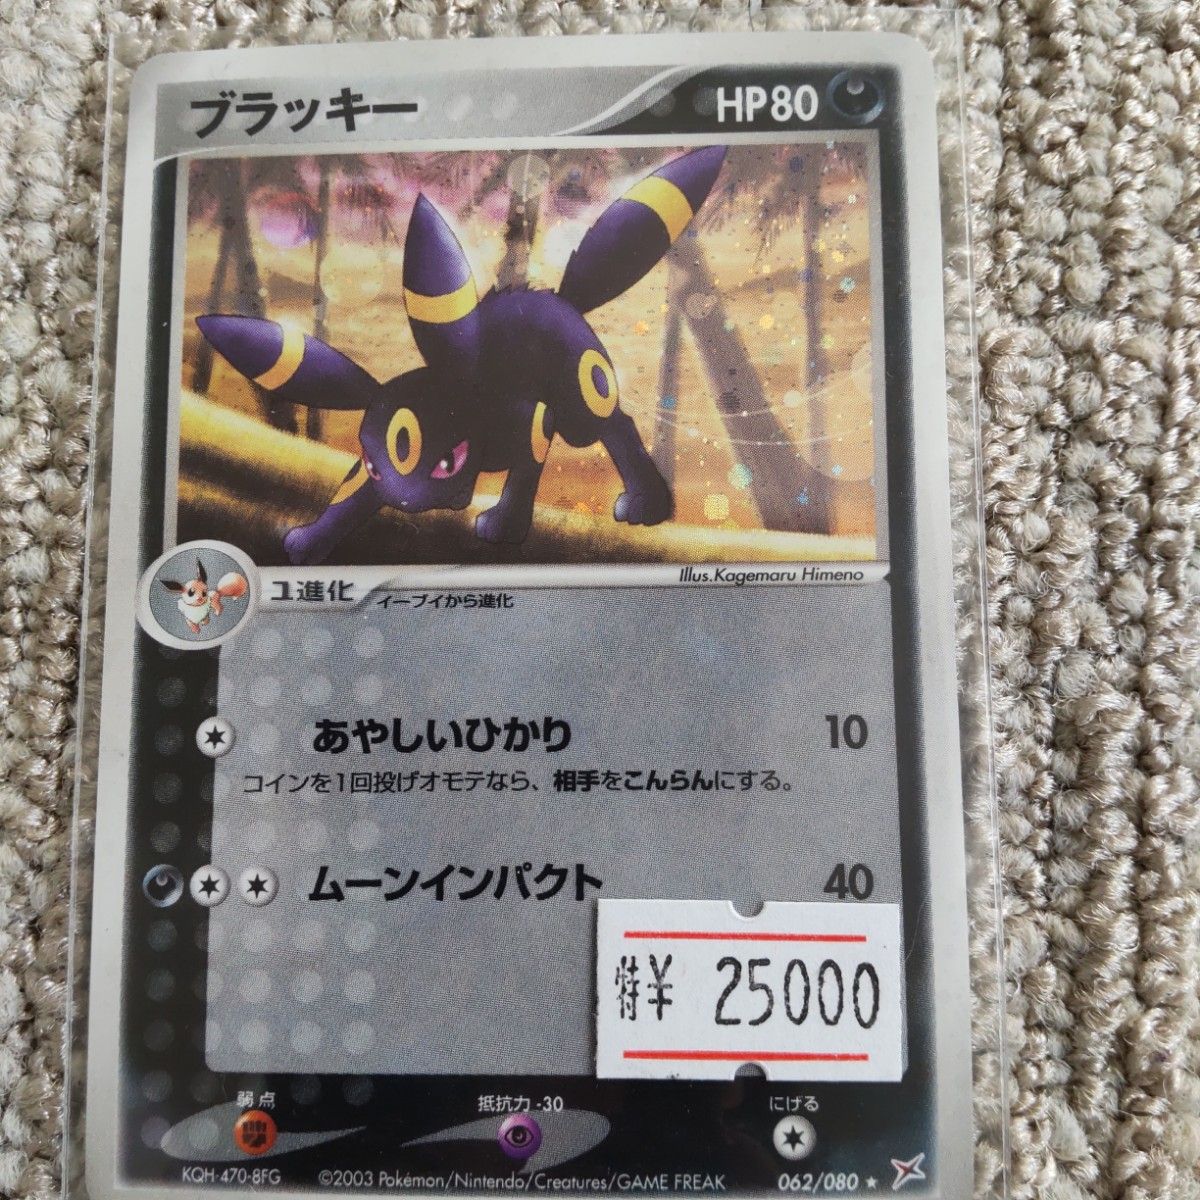 ブラッキー HP80
Illus.Kagemaru Himeno
1進化 イーブイから進化
あやしいひかり 10
コインを1回投げオモテなら、相手をこんらんにする。
ムーンインパクト 40
特¥ 25000
弱点 抵抗力 -30 にげる
KQH-470-8FG ©2003 Pokémon/Nintendo/Creatures/GAME FREAK 062/080 ★